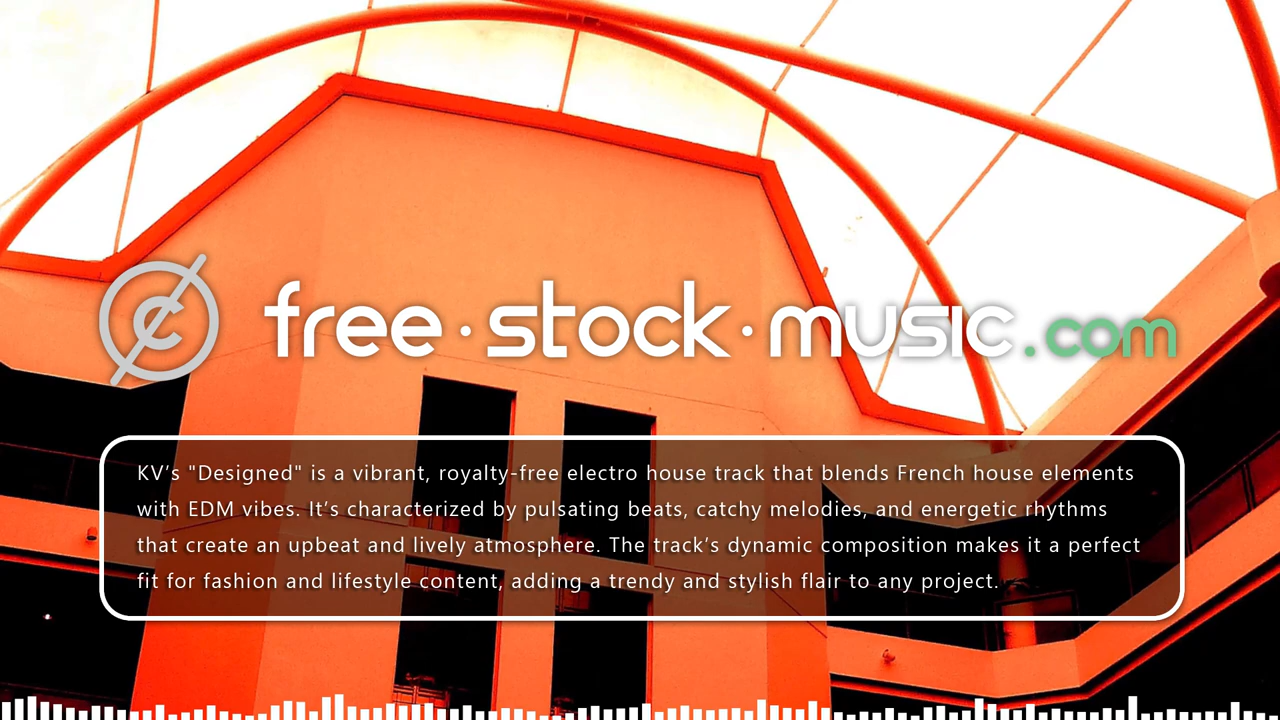 free·stock·music.com
KV’s "Designed" is a vibrant, royalty-free electro house track that blends French house elements
with EDM vibes. It’s characterized by pulsating beats, catchy melodies, and energetic rhythms
that create an upbeat and lively atmosphere. The track’s dynamic composition makes it a perfect
fit for fashion and lifestyle content, adding a trendy and stylish flair to any project.